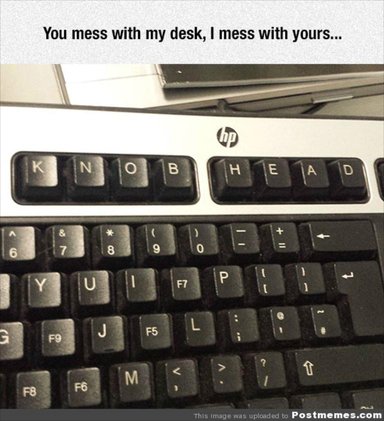 You mess with my desk, I mess with yours...
hp
K N O B H E A D
^ & * ( ) — +
6 7 8 9 0 - = ←
Y U I F7 P { }
[ ] ↵
G F9 J F5 L : @ ~
; ' #
F8 F6 M < > ? ⇧
, . /
This image was uploaded to Postmemes.com